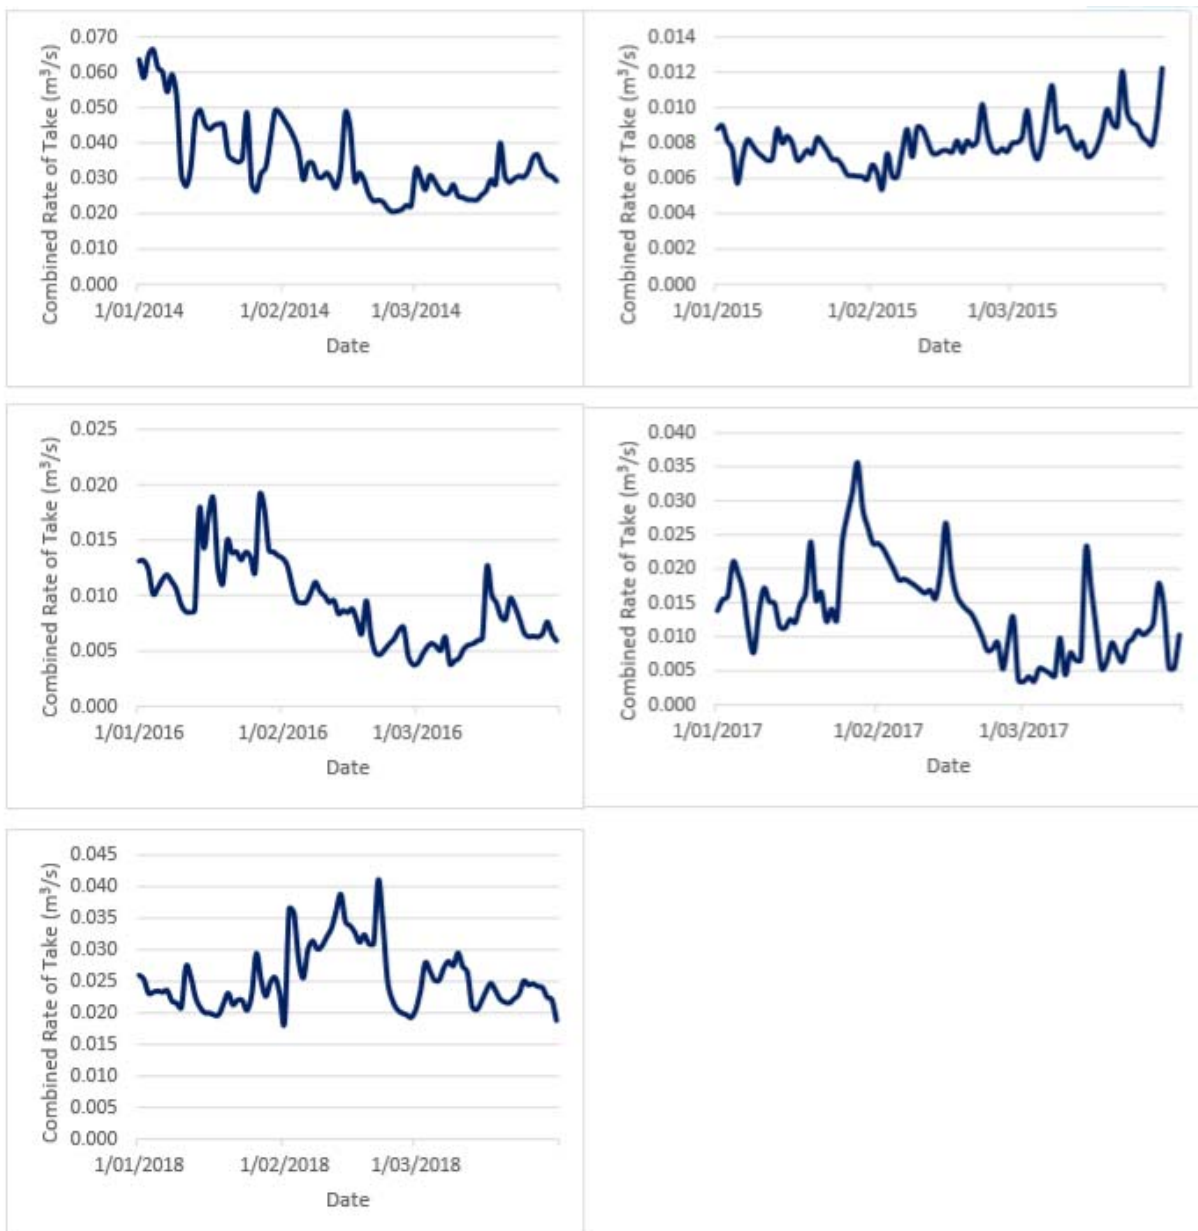 Combined Rate of Take (m³/s)
0.070
0.060
0.050
0.040
0.030
0.020
0.010
0.000
1/01/2014 1/02/2014 1/03/2014
Date
Combined Rate of Take (m³/s)
0.014
0.012
0.010
0.008
0.006
0.004
0.002
0.000
1/01/2015 1/02/2015 1/03/2015
Date
Combined Rate of Take (m³/s)
0.025
0.020
0.015
0.010
0.005
0.000
1/01/2016 1/02/2016 1/03/2016
Date
Combined Rate of Take (m³/s)
0.040
0.035
0.030
0.025
0.020
0.015
0.010
0.005
0.000
1/01/2017 1/02/2017 1/03/2017
Date
Combined Rate of Take (m³/s)
0.045
0.040
0.035
0.030
0.025
0.020
0.015
0.010
0.005
0.000
1/01/2018 1/02/2018 1/03/2018
Date